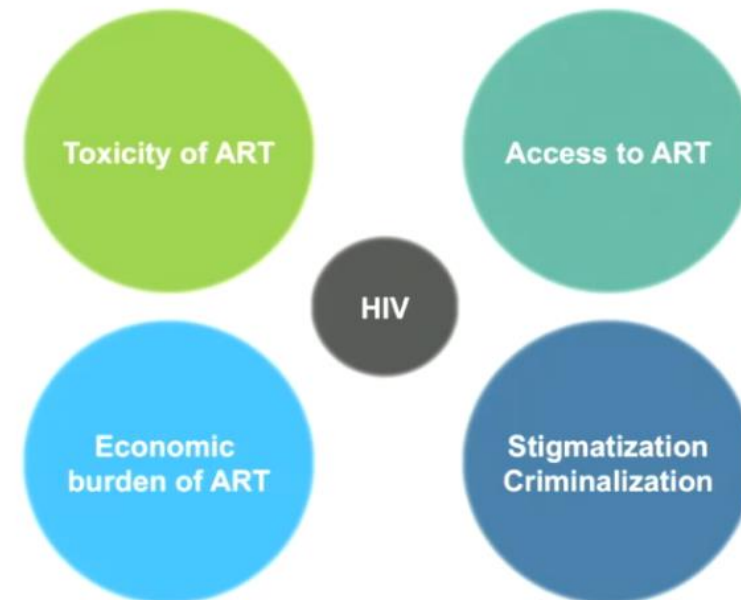 Toxicity of ART
Access to ART
HIV
Economic
burden of ART
Stigmatization
Criminalization